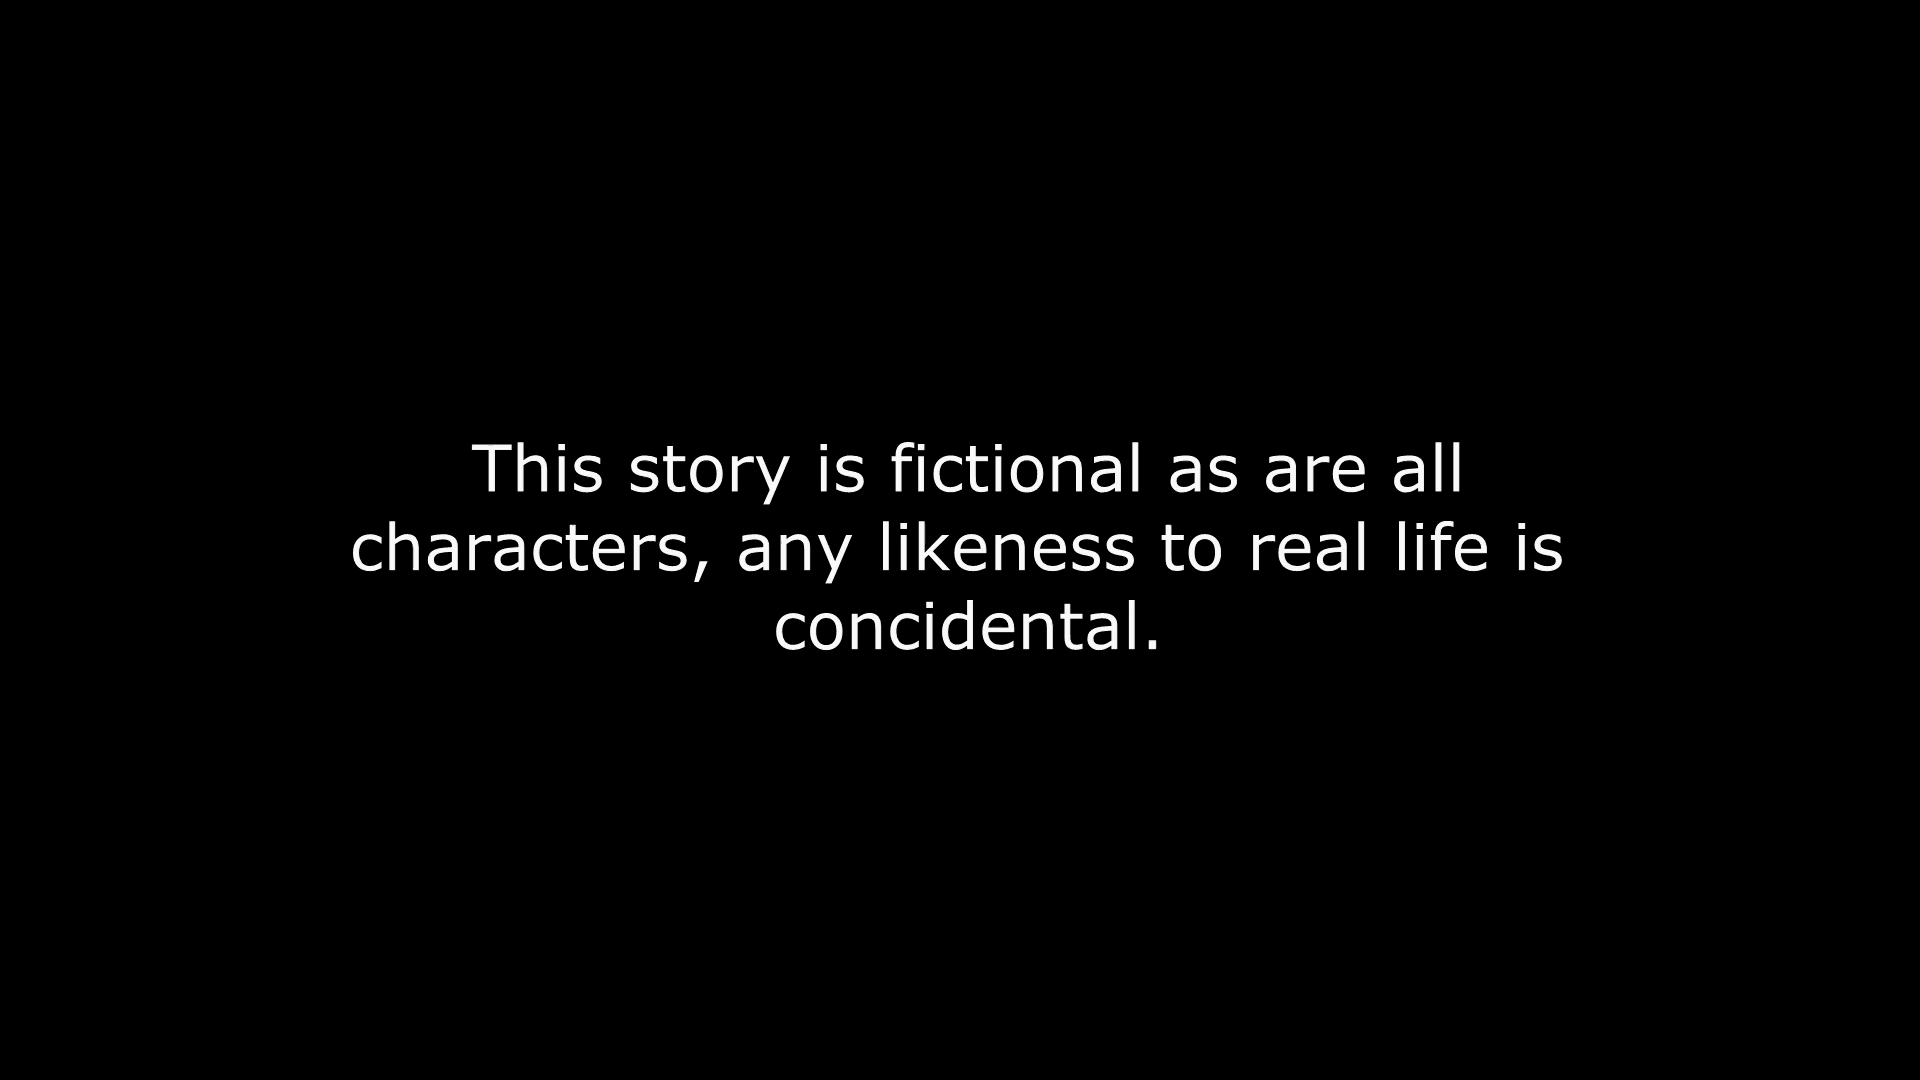 This story is fictional as are all
characters, any likeness to real life is
concidental.